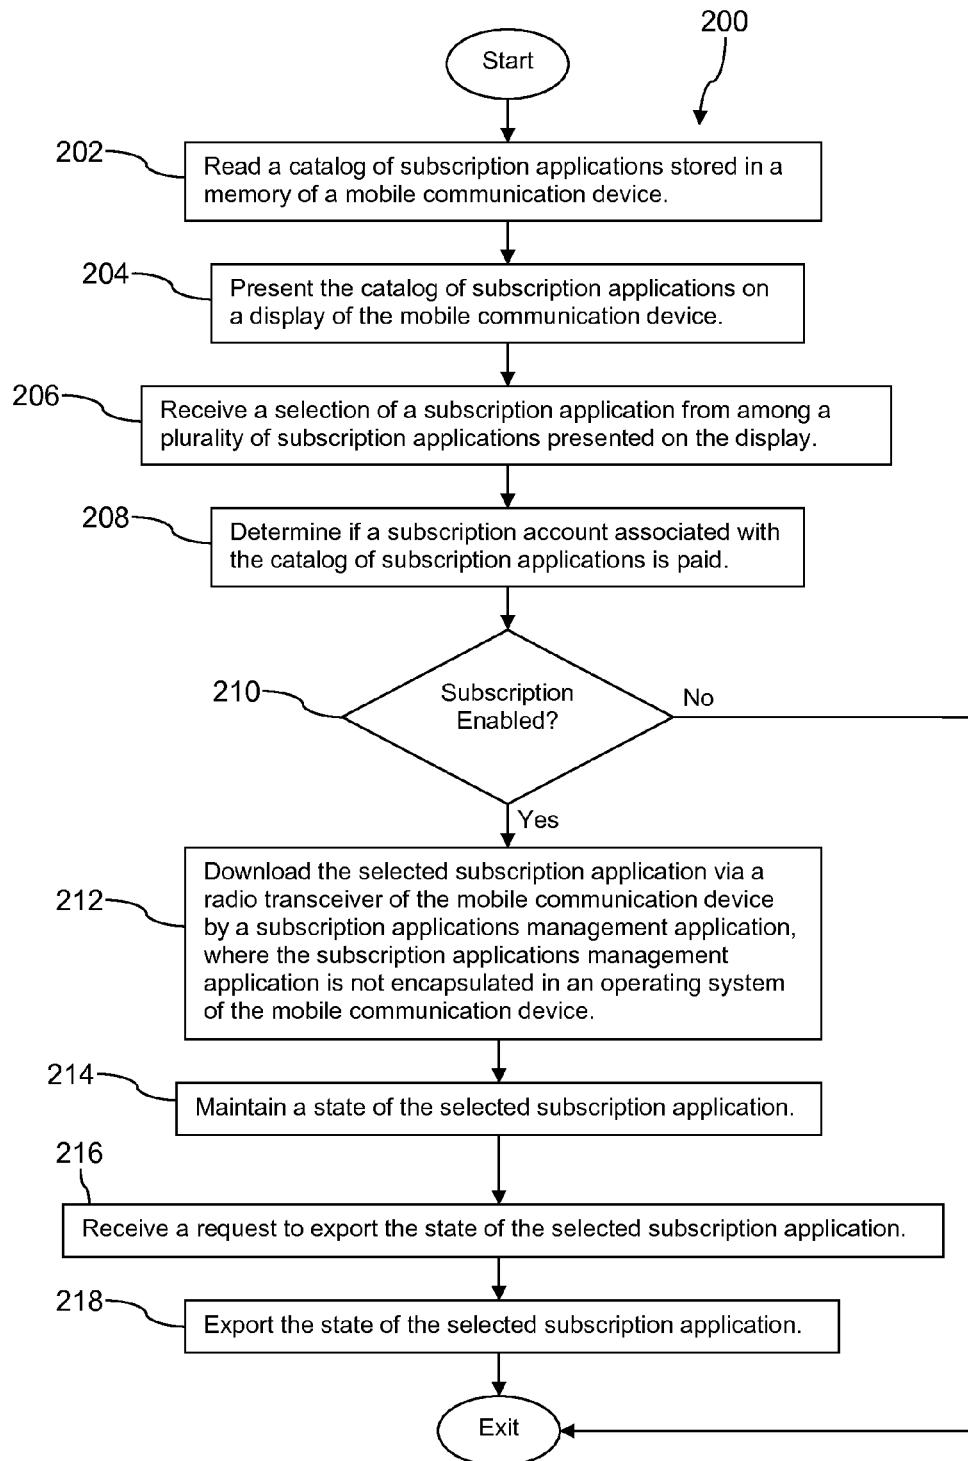 200
Start
202
Read a catalog of subscription applications stored in a
memory of a mobile communication device.
204
Present the catalog of subscription applications on
a display of the mobile communication device.
206
Receive a selection of a subscription application from among a
plurality of subscription applications presented on the display.
208
Determine if a subscription account associated with
the catalog of subscription applications is paid.
210
Subscription
Enabled?
No
Yes
212
Download the selected subscription application via a
radio transceiver of the mobile communication device
by a subscription applications management application,
where the subscription applications management
application is not encapsulated in an operating system
of the mobile communication device.
214
Maintain a state of the selected subscription application.
216
Receive a request to export the state of the selected subscription application.
218
Export the state of the selected subscription application.
Exit